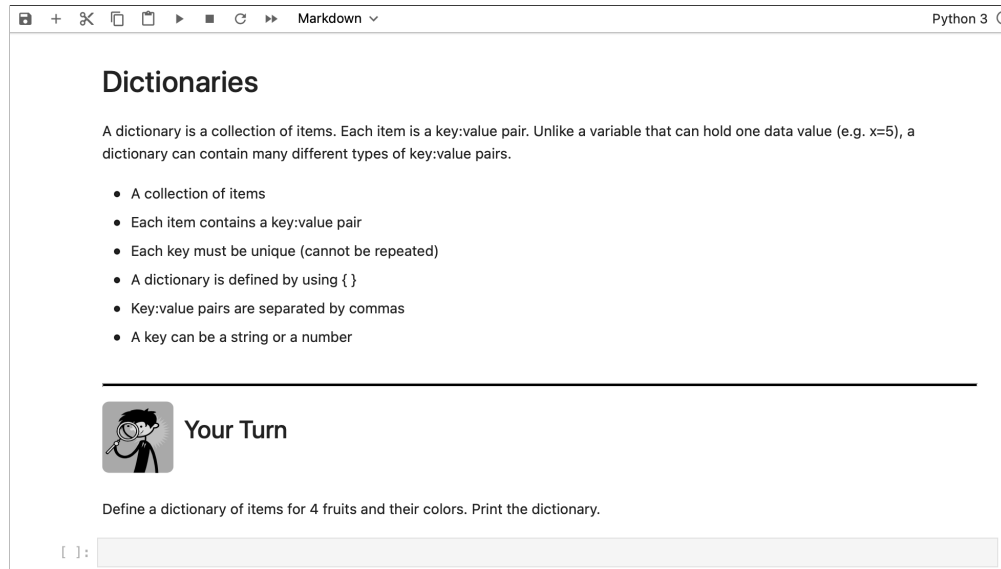 Markdown
Python 3
Dictionaries
A dictionary is a collection of items. Each item is a key:value pair. Unlike a variable that can hold one data value (e.g. x=5), a
dictionary can contain many different types of key:value pairs.
• A collection of items
• Each item contains a key:value pair
• Each key must be unique (cannot be repeated)
• A dictionary is defined by using { }
• Key:value pairs are separated by commas
• A key can be a string or a number
Your Turn
Define a dictionary of items for 4 fruits and their colors. Print the dictionary.
[ ]: